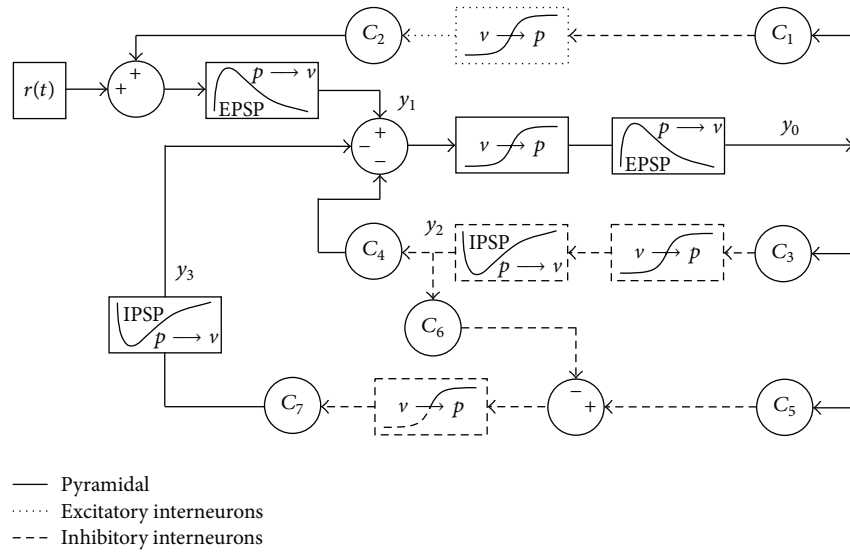 C₂
v → p
C₁
r(t)
+
+
p → v
EPSP
y₁
+
−
−
v → p
p → v
EPSP
y₀
C₄
y₂
IPSP
p → v
v → p
C₃
y₃
IPSP
p → v
C₆
C₇
v → p
−
+
C₅
Pyramidal
Excitatory interneurons
Inhibitory interneurons